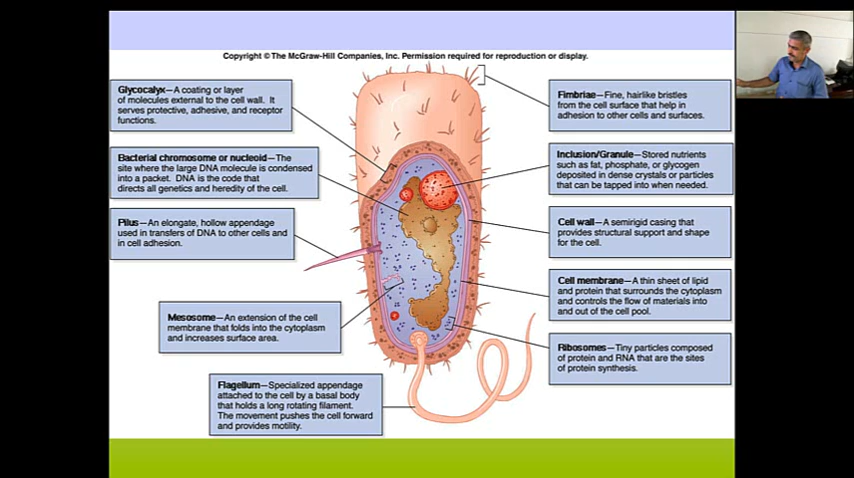 Copyright © The McGraw-Hill Companies, Inc. Permission required for reproduction or display.
Glycocalyx—A coating or layer
of molecules external to the cell wall. It
serves protective, adhesive, and receptor
functions.
Bacterial chromosome or nucleoid—The
site where the large DNA molecule is condensed
into a packet. DNA is the code that
directs all genetics and heredity of the cell.
Pilus—An elongate, hollow appendage
used in transfers of DNA to other cells and
in cell adhesion.
Mesosome—An extension of the cell
membrane that folds into the cytoplasm
and increases surface area.
Flagellum—Specialized appendage
attached to the cell by a basal body
that holds a long rotating filament.
The movement pushes the cell forward
and provides motility.
Fimbriae—Fine, hairlike bristles
from the cell surface that help in
adhesion to other cells and surfaces.
Inclusion/Granule—Stored nutrients
such as fat, phosphate, or glycogen
deposited in dense crystals or particles
that can be tapped into when needed.
Cell wall—A semirigid casing that
provides structural support and shape
for the cell.
Cell membrane—A thin sheet of lipid
and protein that surrounds the cytoplasm
and controls the flow of materials into
and out of the cell pool.
Ribosomes—Tiny particles composed
of protein and RNA that are the sites
of protein synthesis.